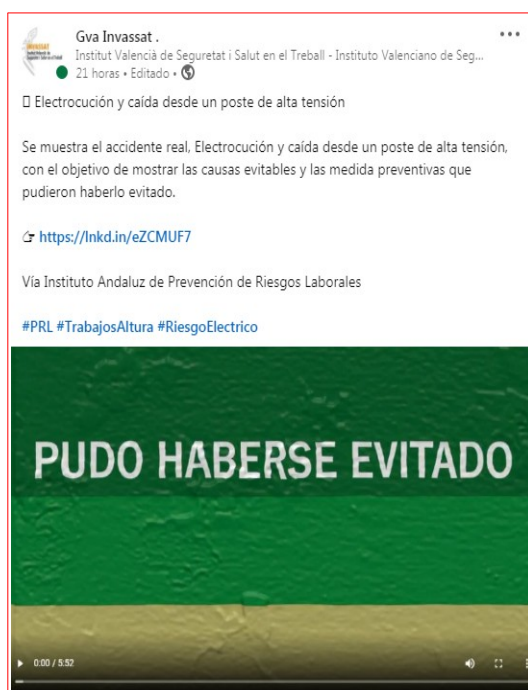 Gva Invassat .
Institut Valencià de Seguretat i Salut en el Treball - Instituto Valenciano de Seg...
21 horas • Editado •
Electrocución y caída desde un poste de alta tensión
Se muestra el accidente real, Electrocución y caída desde un poste de alta tensión,
con el objetivo de mostrar las causas evitables y las medida preventivas que
pudieron haberlo evitado.
https://lnkd.in/eZCMUF7
Vía Instituto Andaluz de Prevención de Riesgos Laborales
#PRL #TrabajosAltura #RiesgoElectrico
PUDO HABERSE EVITADO
0:00 / 5:52